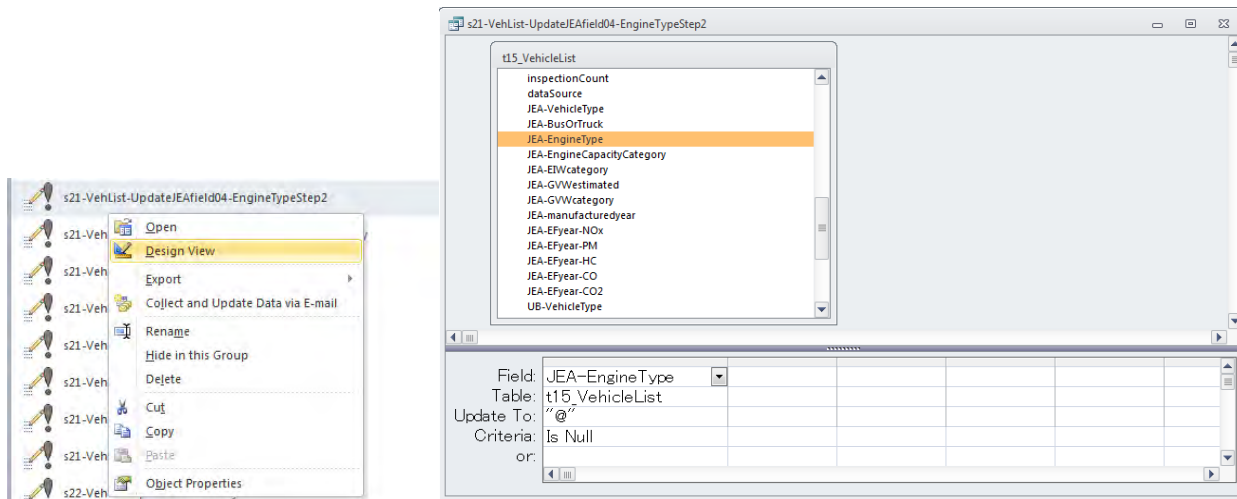 s21-VehList-UpdateJEAfield04-EngineTypeStep2
s21-Veh
s21-Veh
s21-Veh
s21-Veh
s21-Veh
s21-Veh
s21-Veh
s22-Veh
Open
Design View
Export
Collect and Update Data via E-mail
Rename
Hide in this Group
Delete
Cut
Copy
Paste
Object Properties
s21-VehList-UpdateJEAfield04-EngineTypeStep2
t15_VehicleList
inspectionCount
dataSource
JEA-VehicleType
JEA-BusOrTruck
JEA-EngineType
JEA-EngineCapacityCategory
JEA-EIWcategory
JEA-GVWestimated
JEA-GVWcategory
JEA-manufacturedyear
JEA-EFyear-NOx
JEA-EFyear-PM
JEA-EFyear-HC
JEA-EFyear-CO
JEA-EFyear-CO2
UB-VehicleType
Field: JEA-EngineType
Table: t15_VehicleList
Update To: "@"
Criteria: Is Null
or: